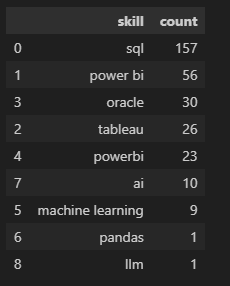 skill count
0 sql 157
1 power bi 56
3 oracle 30
2 tableau 26
4 powerbi 23
7 ai 10
5 machine learning 9
6 pandas 1
8 llm 1